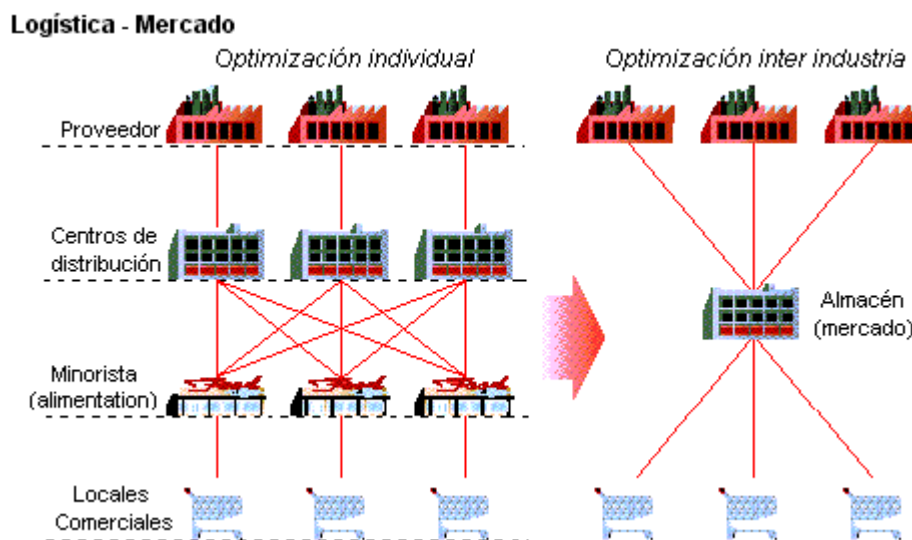 Logística - Mercado
Optimización individual
Optimización inter industria
Proveedor
Centros de
distribución
Almacén
(mercado)
Minorista
(alimentation)
Locales
Comerciales